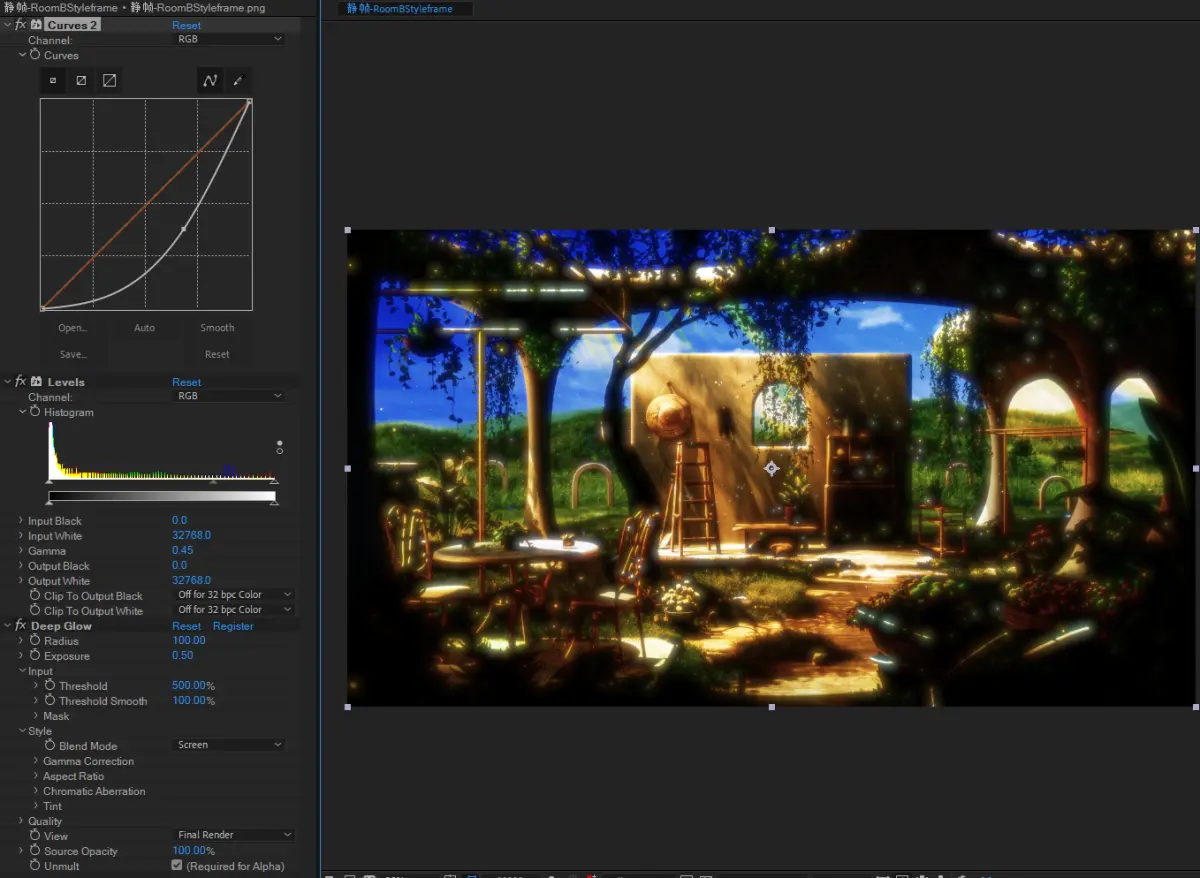 静帧-RoomBStyleframe • 静帧-RoomBStyleframe.png
静帧-RoomBStyleframe
fx Curves 2 Reset
Channel: RGB
Curves
Open... Auto Smooth
Save... Reset
fx Levels Reset
Channel: RGB
Histogram
Input Black 0.0
Input White 32768.0
Gamma 0.45
Output Black 0.0
Output White 32768.0
Clip To Output Black Off for 32 bpc Color
Clip To Output White Off for 32 bpc Color
fx Deep Glow Reset Register
Radius 100.00
Exposure 0.50
Input
Threshold 500.00%
Threshold Smooth 100.00%
Mask
Style
Blend Mode Screen
Gamma Correction
Aspect Ratio
Chromatic Aberration
Tint
Quality
View Final Render
Source Opacity 100.00%
Unmult (Required for Alpha)